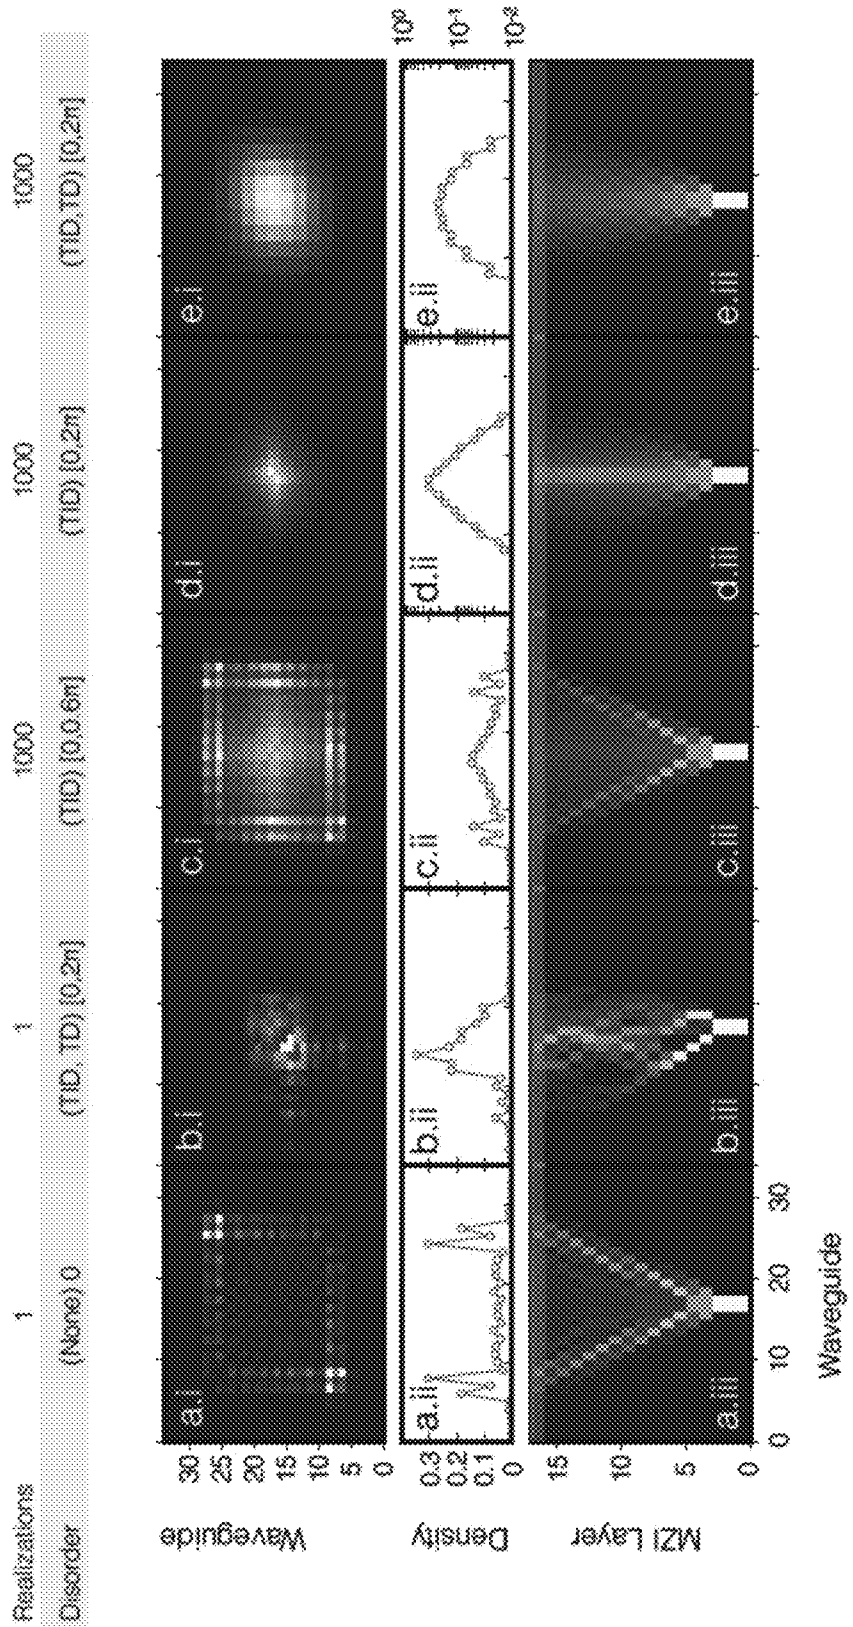 Realizations 1 1 1000 1000 1000
Disorder (None) 0 (TID, TD) [0,2π] (TID) [0,0.6π] (TID) [0,2π] (TID,TD) [0,2π]
Waveguide
30
25
20
15
10
5
0
a.i b.i c.i d.i e.i
Density
0.3
0.2
0.1
0
a.ii b.ii c.ii d.ii e.ii
10⁰
10⁻¹
10⁻²
MZI Layer
15
10
5
0
a.iii b.iii c.iii d.iii e.iii
0 10 20 30
Waveguide